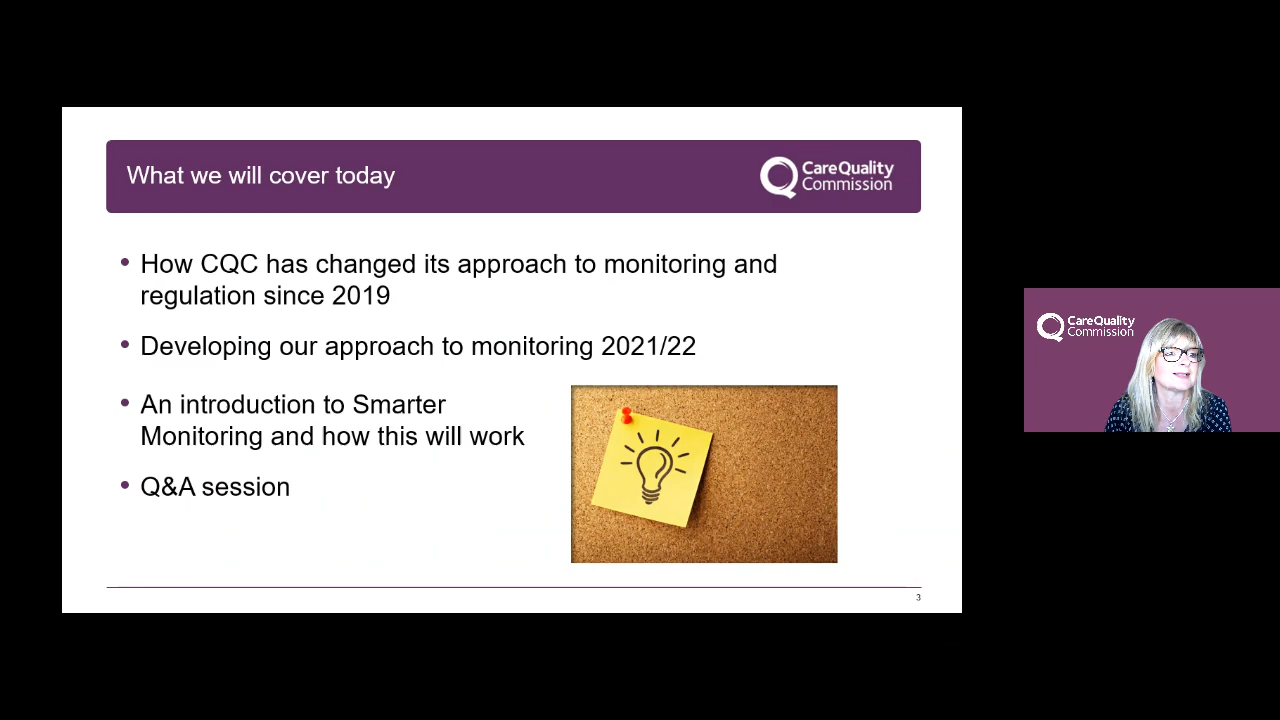 What we will cover today
CareQuality
Commission
• How CQC has changed its approach to monitoring and
regulation since 2019
• Developing our approach to monitoring 2021/22
• An introduction to Smarter
Monitoring and how this will work
• Q&A session
3
CareQuality
Commission